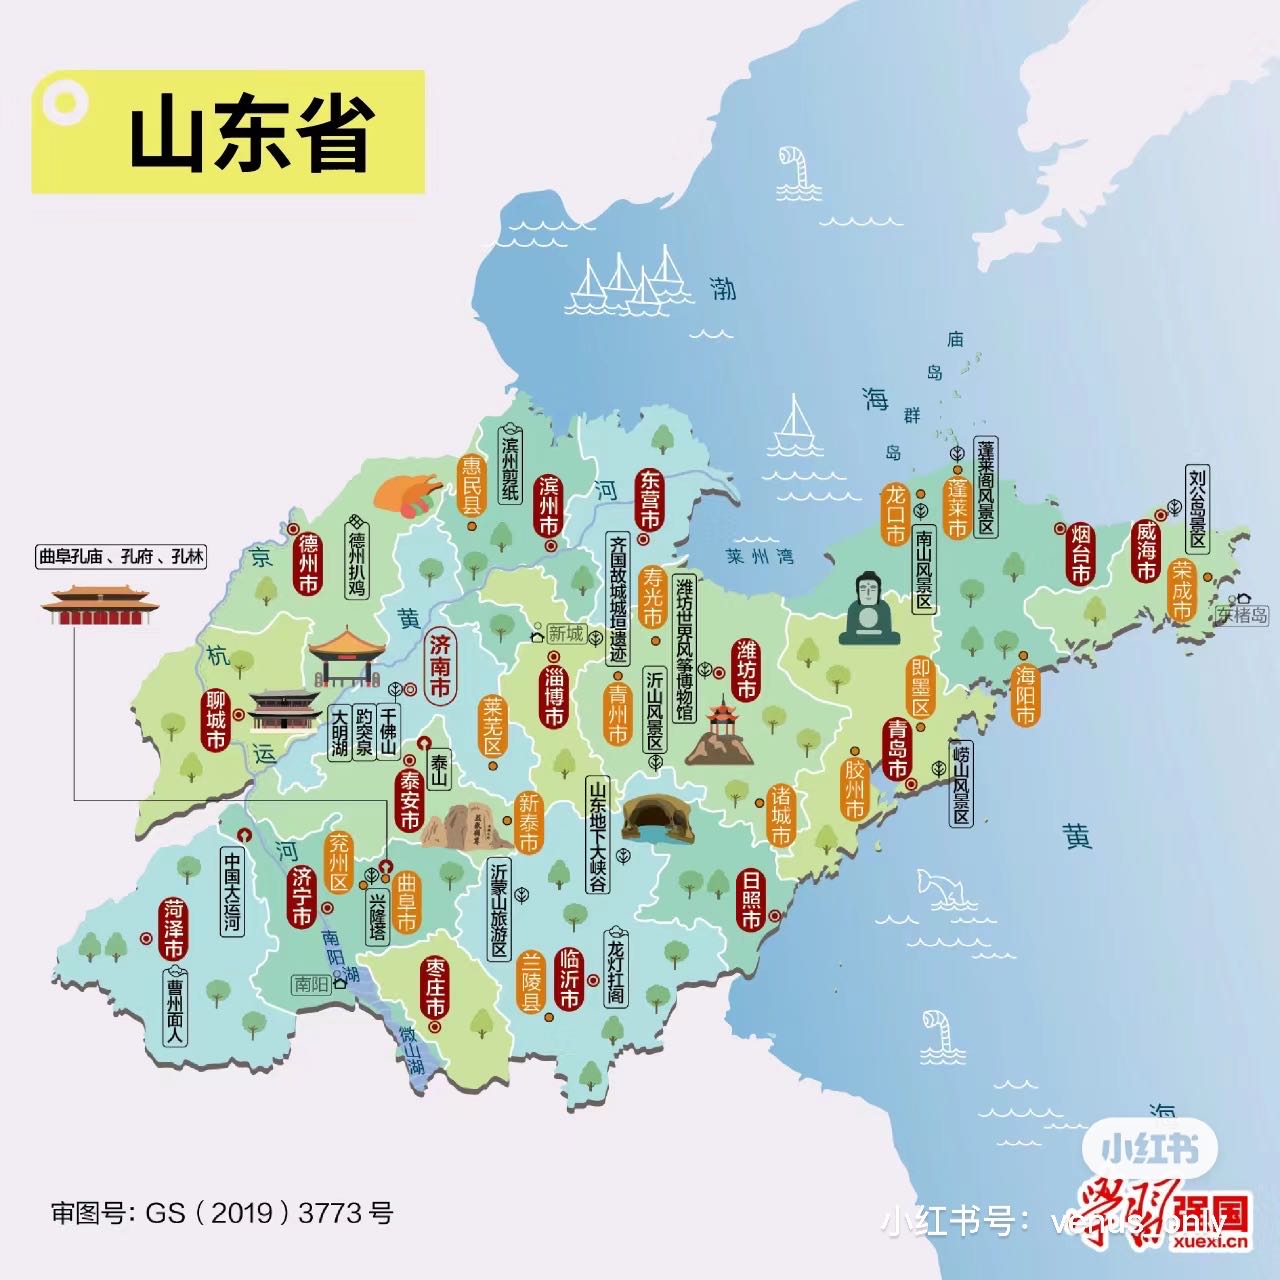 山东省
渤
海
庙
岛
群
岛
莱州湾
黄
海
京
杭
运
河
黄
河
滨州剪纸
惠民县
滨州市
东营市
德州市
德州扒鸡
曲阜孔庙、孔府、孔林
齐国故城城垣遗迹
寿光市
潍坊世界风筝博物馆
龙口市
南山风景区
蓬莱市
蓬莱阁风景区
烟台市
威海市
刘公岛景区
荣成市
东楮岛
海阳市
即墨区
青岛市
崂山风景区
胶州市
潍坊市
诸城市
沂山风景区
青州市
新城
淄博市
济南市
大明湖
趵突泉
千佛山
聊城市
莱芜区
泰山
泰安市
新泰市
五岳独尊
山东地下大峡谷
沂蒙山旅游区
兖州区
曲阜市
兴隆塔
济宁市
中国大运河
菏泽市
曹州面人
南阳
南阳湖
微山湖
枣庄市
兰陵县
临沂市
龙灯扛阁
日照市
审图号：GS（2019）3773号
小红书
学习强国
xuexi.cn
小红书号：venus_only